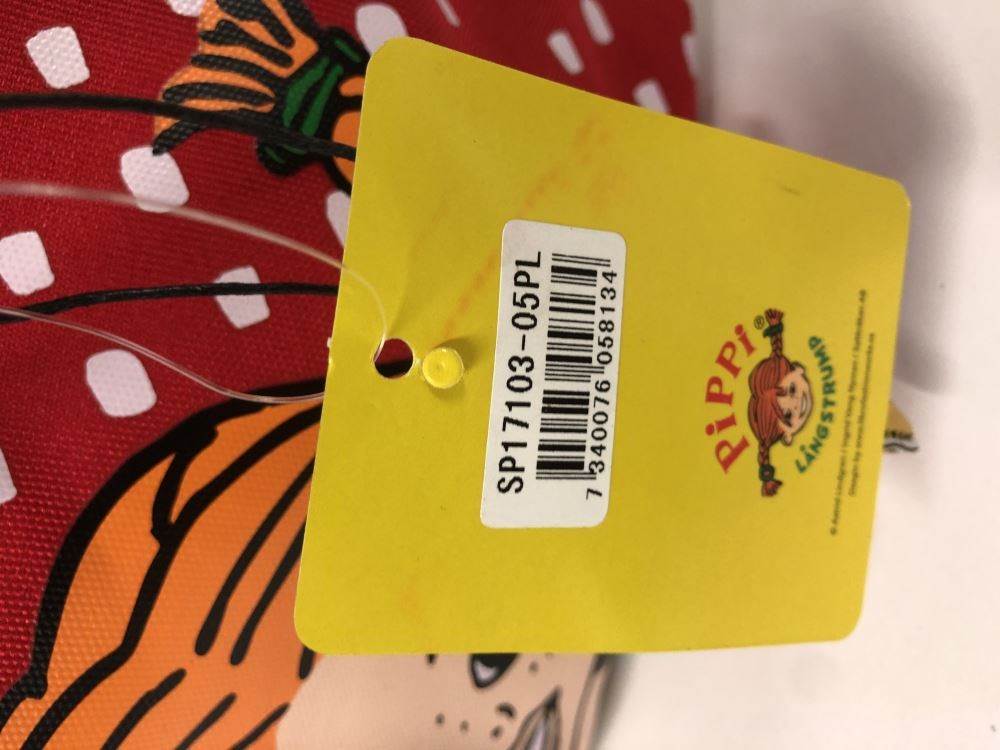 SP17103-05PL
7 340076 058134
PiPPi®
LÅNGSTRUMP